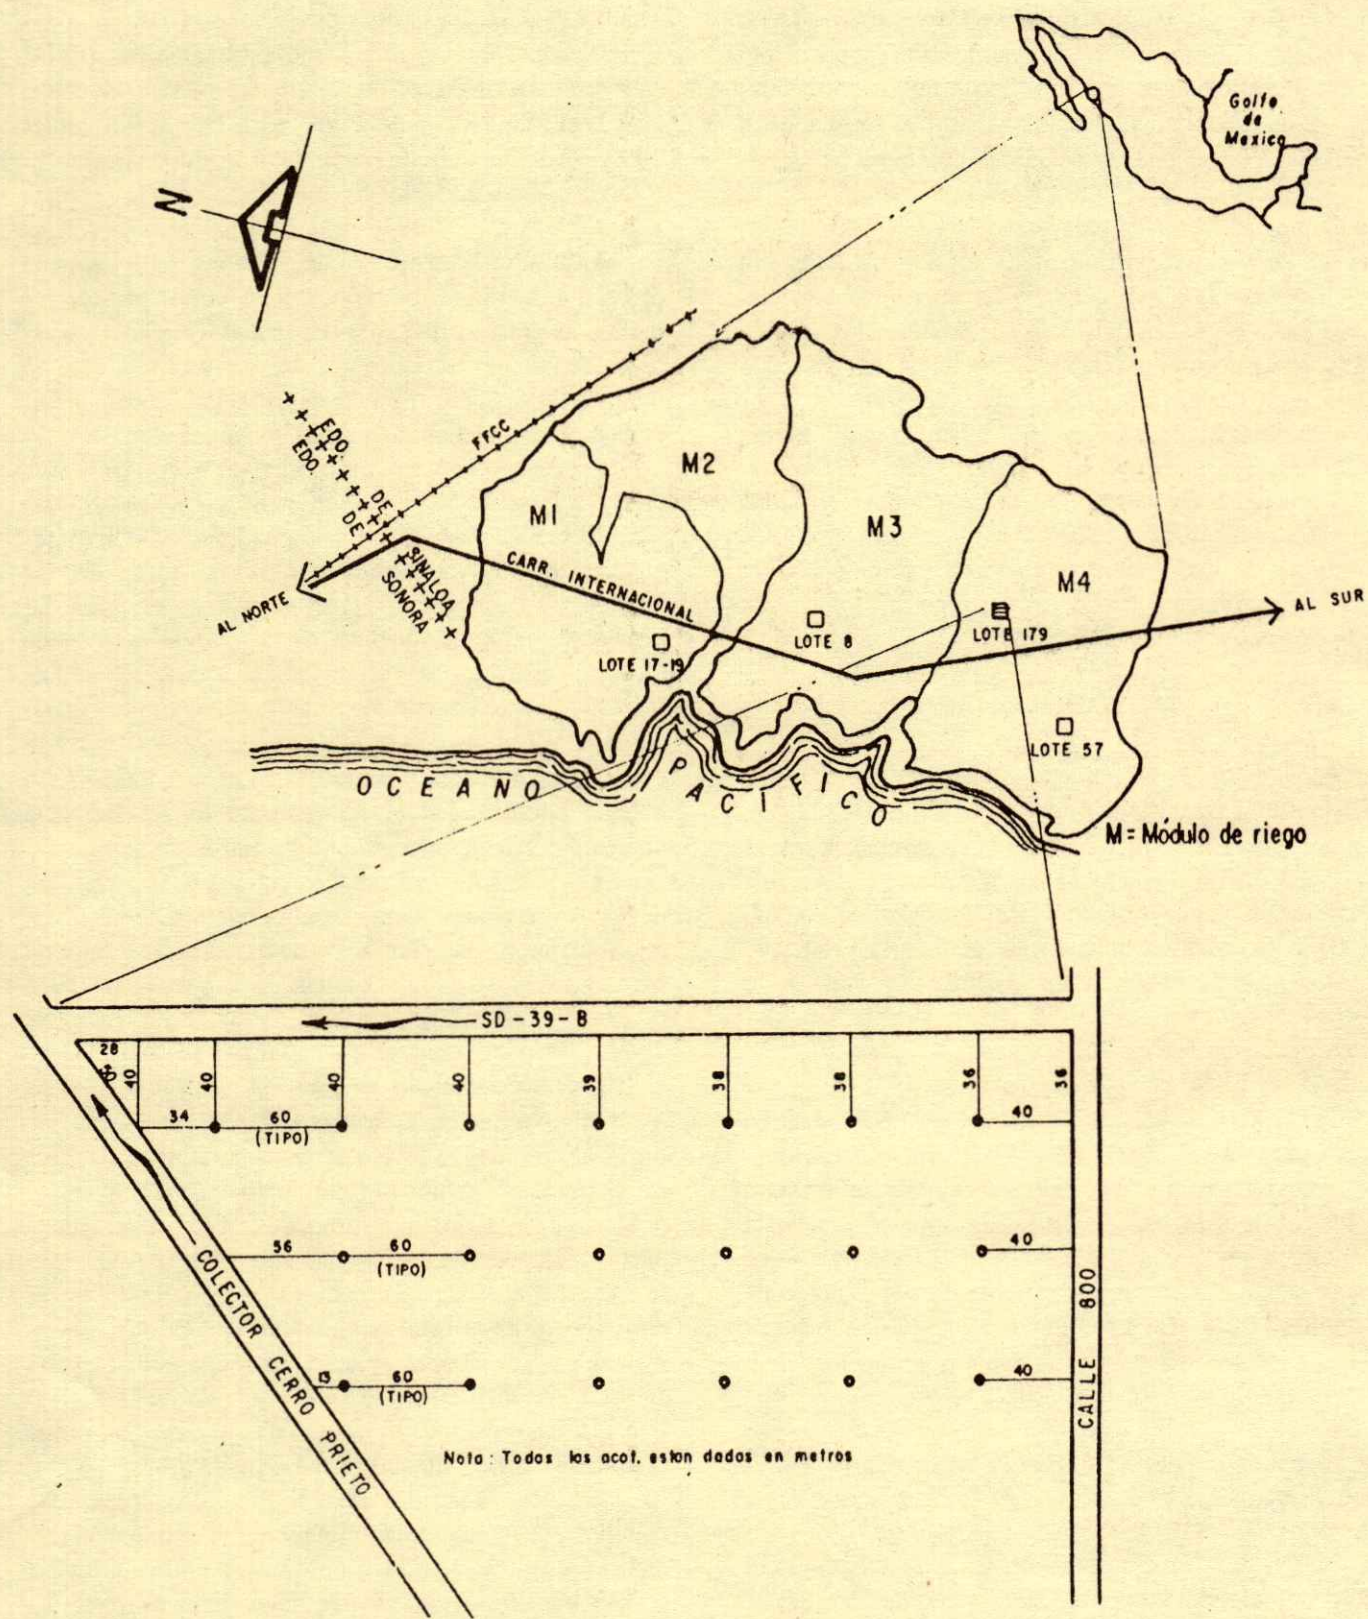 Golfo
de
Mexico
N
FFCC
EDO. DE SINALOA
EDO. DE SONORA
M1
M2
M3
M4
CARR. INTERNACIONAL
AL NORTE
AL SUR
LOTE 17-19
LOTE 8
LOTE 179
LOTE 57
OCEANO PACIFICO
M = Módulo de riego
SD-39-B
28
40
40
40
40
39
38
38
36
36
34
60
(TIPO)
40
56
60
(TIPO)
40
13
60
(TIPO)
40
COLECTOR CERRO PRIETO
CALLE 800
Nota: Todas las acot. estan dadas en metros